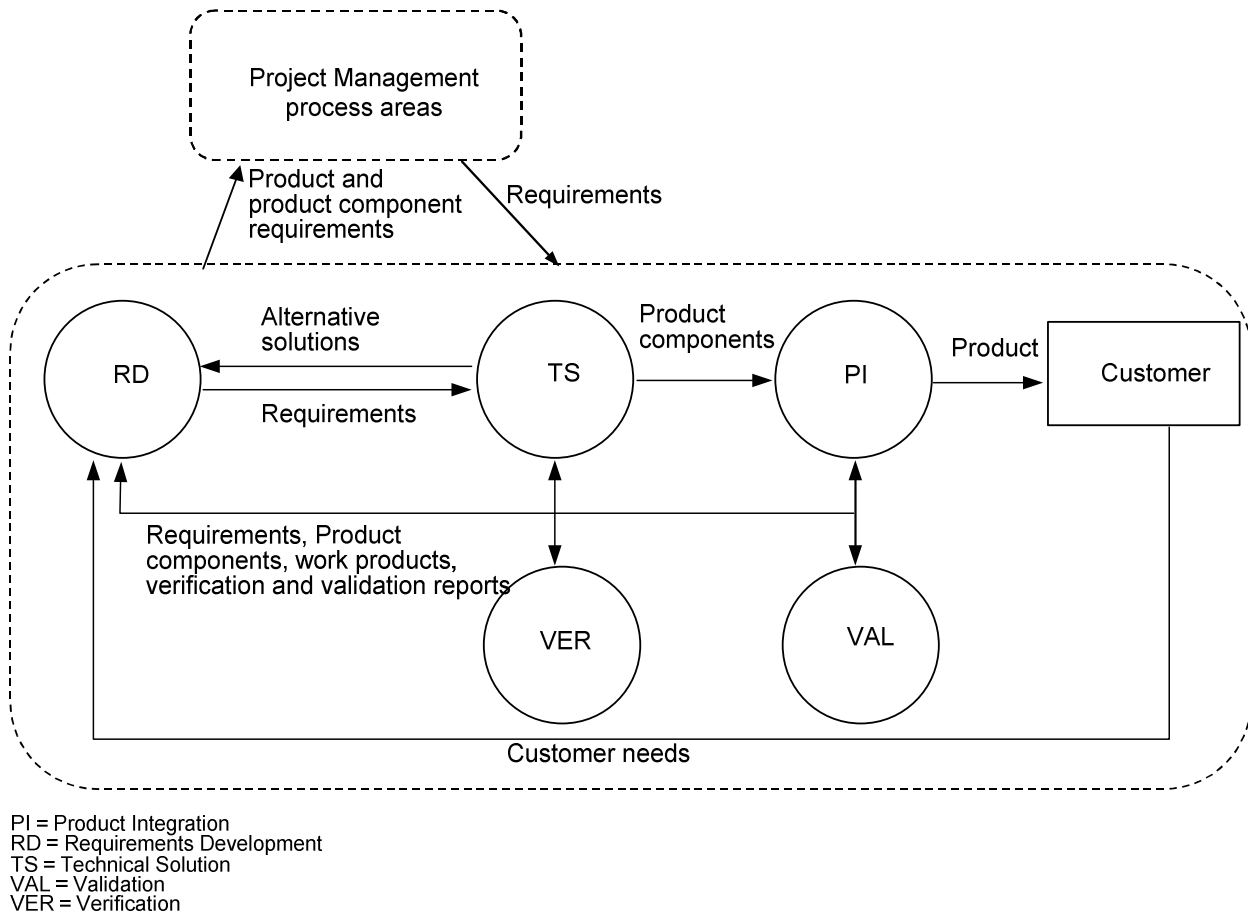 Project Management
process areas
Product and
product component
requirements
Requirements
Alternative
solutions
Product
components
Product
RD
TS
PI
Customer
Requirements
Requirements, Product
components, work products,
verification and validation reports
VER
VAL
Customer needs
PI = Product Integration
RD = Requirements Development
TS = Technical Solution
VAL = Validation
VER = Verification